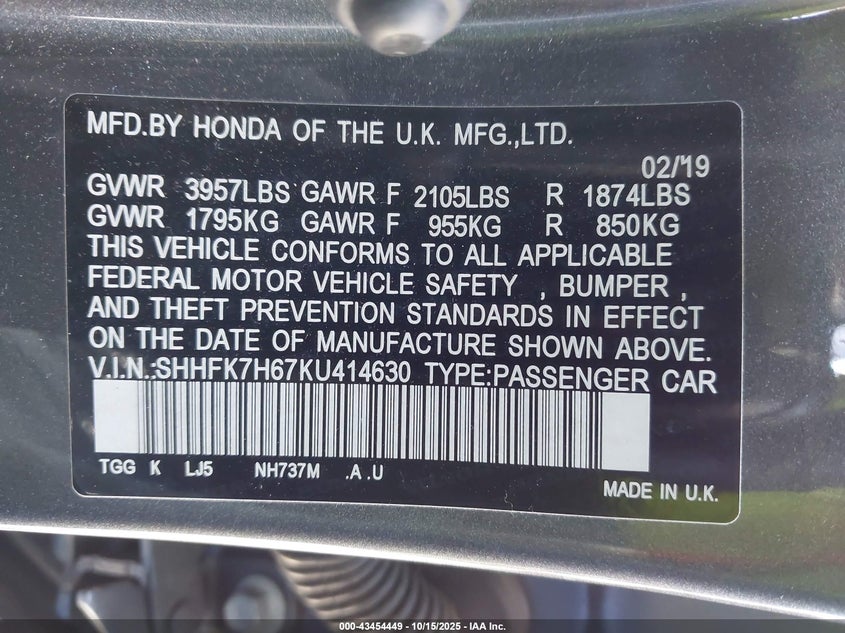 MFD.BY HONDA OF THE U.K. MFG.,LTD.
02/'19
GVWR 3957LBS GAWR F 2105LBS R 1874LBS
GVWR 1795KG GAWR F 955KG R 850KG
THIS VEHICLE CONFORMS TO ALL APPLICABLE
FEDERAL MOTOR VEHICLE SAFETY , BUMPER ,
AND THEFT PREVENTION STANDARDS IN EFFECT
ON THE DATE OF MANUFACTURE SHOWN ABOVE.
V.I.N.:SHHFK7H67KU414630 TYPE:PASSENGER CAR
TGG K LJ5 NH737M .A .U
MADE IN U.K.
000-43454449 - 10/15/2025 - IAA Inc.